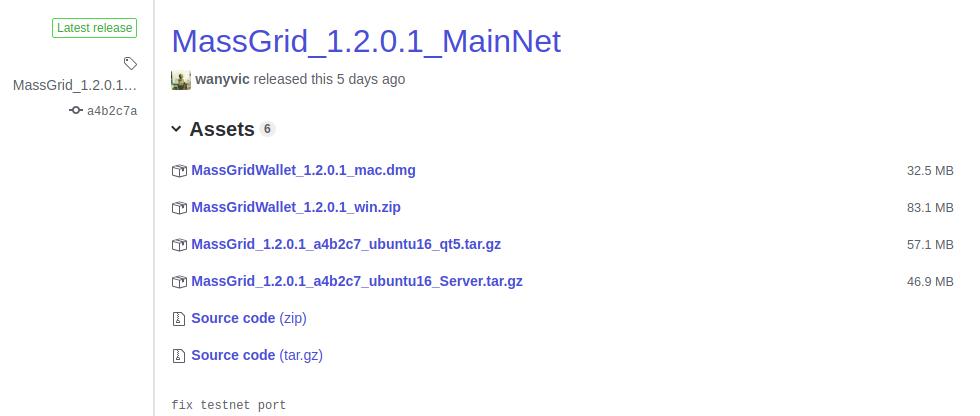 Latest release
MassGrid_1.2.0.1...
a4b2c7a
MassGrid_1.2.0.1_MainNet
wanyvic released this 5 days ago
Assets 6
MassGridWallet_1.2.0.1_mac.dmg 32.5 MB
MassGridWallet_1.2.0.1_win.zip 83.1 MB
MassGrid_1.2.0.1_a4b2c7_ubuntu16_qt5.tar.gz 57.1 MB
MassGrid_1.2.0.1_a4b2c7_ubuntu16_Server.tar.gz 46.9 MB
Source code (zip)
Source code (tar.gz)
fix testnet port